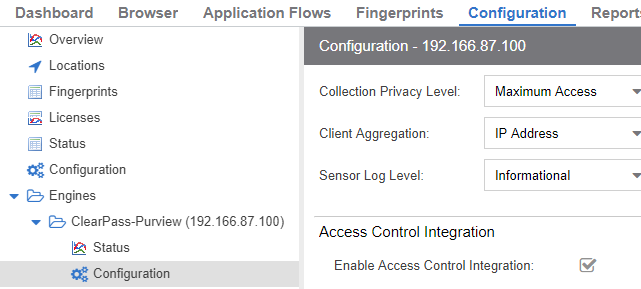 Dashboard Browser Application Flows Fingerprints Configuration Reports
Overview
Locations
Fingerprints
Licenses
Status
Configuration
Engines
ClearPass-Purview (192.166.87.100)
Status
Configuration
Configuration - 192.166.87.100
Collection Privacy Level: Maximum Access
Client Aggregation: IP Address
Sensor Log Level: Informational
Access Control Integration
Enable Access Control Integration: